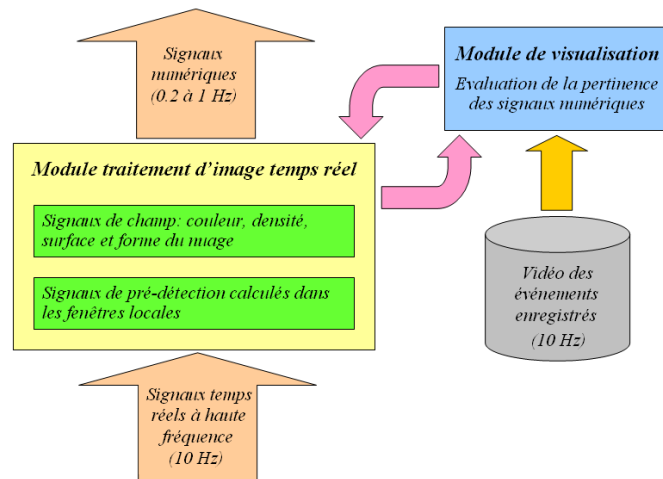 Signaux
numériques
(0.2 à 1 Hz)
Module de visualisation
Evaluation de la pertinence
des signaux numériques
Module traitement d'image temps réel
Signaux de champ: couleur, densité,
surface et forme du nuage
Signaux de pré-détection calculés dans
les fenêtres locales
Vidéo des
événements
enregistrés
(10 Hz)
Signaux temps
réels à haute
fréquence
(10 Hz)